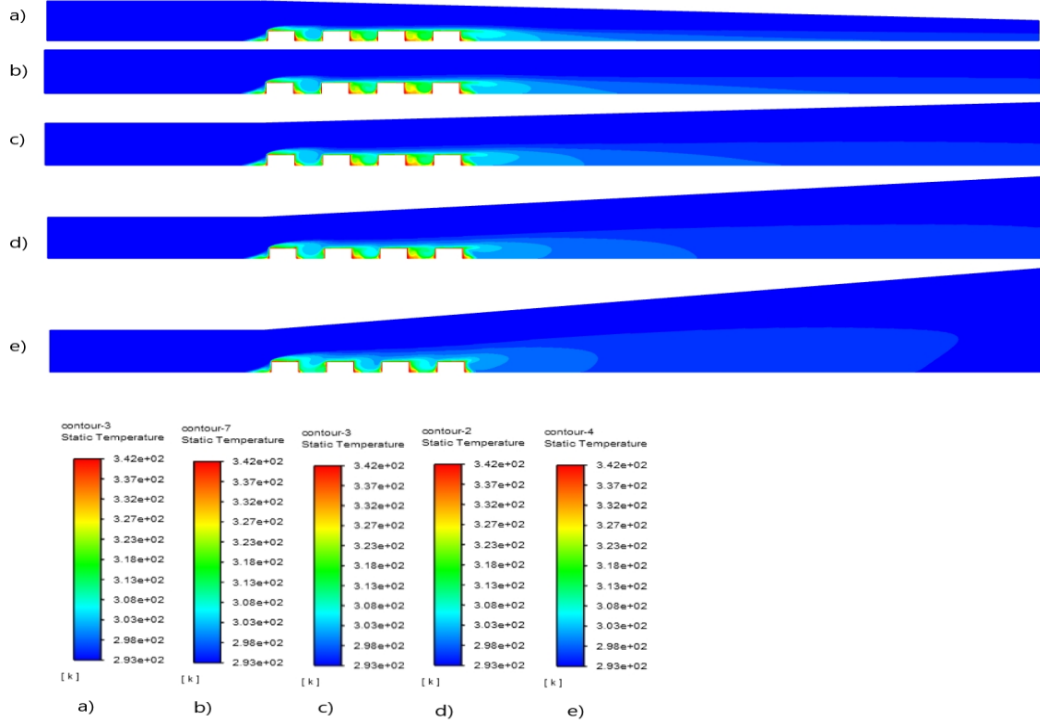 a)
b)
c)
d)
e)
contour-3
Static Temperature
3.42e+02
3.37e+02
3.32e+02
3.27e+02
3.23e+02
3.18e+02
3.13e+02
3.08e+02
3.03e+02
2.98e+02
2.93e+02
[ k ]
a)
contour-7
Static Temperature
3.42e+02
3.37e+02
3.32e+02
3.27e+02
3.23e+02
3.18e+02
3.13e+02
3.08e+02
3.03e+02
2.98e+02
2.93e+02
[ k ]
b)
contour-3
Static Temperature
3.42e+02
3.37e+02
3.32e+02
3.27e+02
3.23e+02
3.18e+02
3.13e+02
3.08e+02
3.03e+02
2.98e+02
2.93e+02
[ k ]
c)
contour-2
Static Temperature
3.42e+02
3.37e+02
3.32e+02
3.27e+02
3.23e+02
3.18e+02
3.13e+02
3.08e+02
3.03e+02
2.98e+02
2.93e+02
[ k ]
d)
contour-4
Static Temperature
3.42e+02
3.37e+02
3.32e+02
3.27e+02
3.23e+02
3.18e+02
3.13e+02
3.08e+02
3.03e+02
2.98e+02
2.93e+02
[ k ]
e)